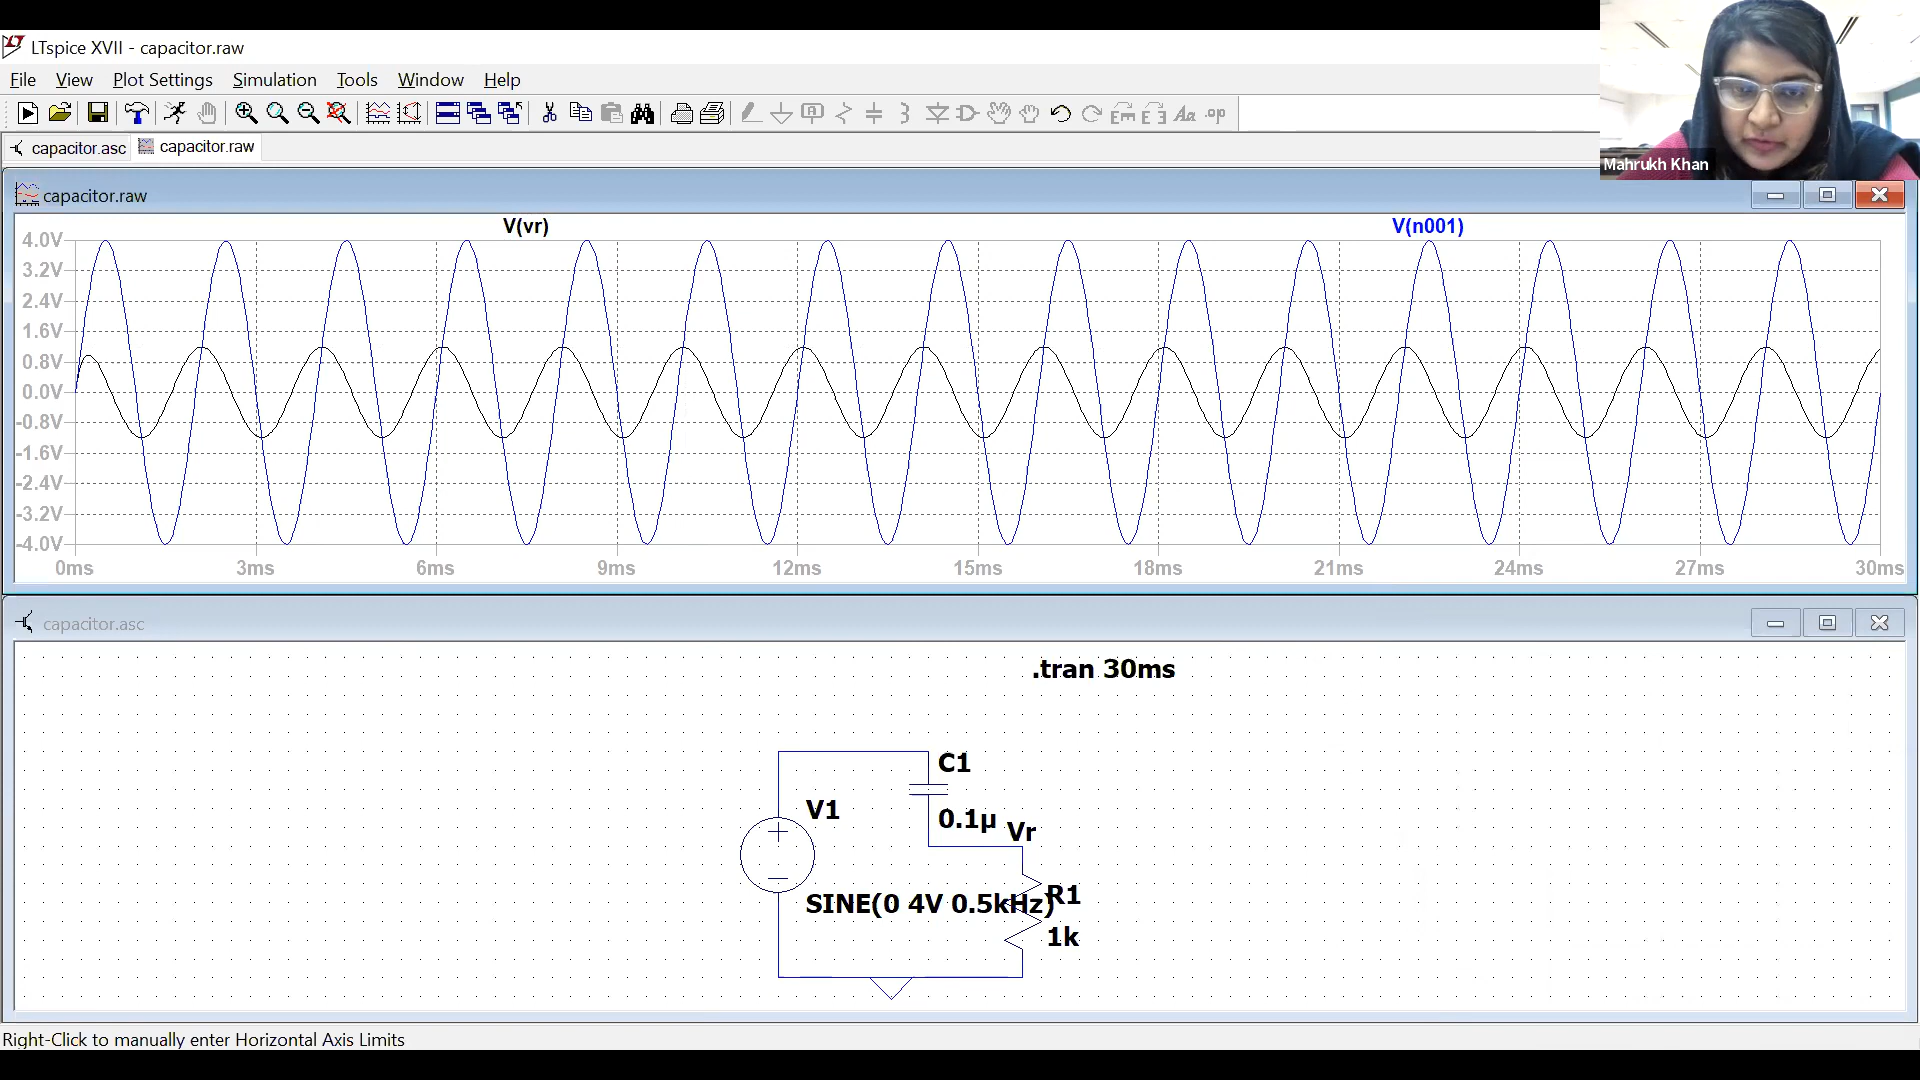 LTspice XVII - capacitor.raw
File View Plot Settings Simulation Tools Window Help
capacitor.asc capacitor.raw
Mahrukh Khan
capacitor.raw
V(vr) V(n001)
4.0V
3.2V
2.4V
1.6V
0.8V
0.0V
-0.8V
-1.6V
-2.4V
-3.2V
-4.0V
0ms 3ms 6ms 9ms 12ms 15ms 18ms 21ms 24ms 27ms 30ms
capacitor.asc
.tran 30ms
C1
V1
0.1µ
Vr
R1
SINE(0 4V 0.5kHz)
1k
Right-Click to manually enter Horizontal Axis Limits